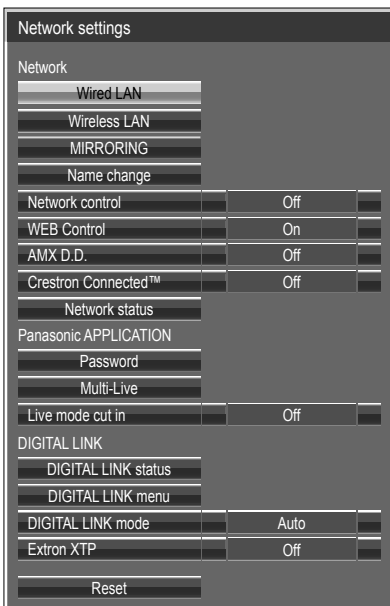 Network settings
Network
Wired LAN
Wireless LAN
MIRRORING
Name change
Network control Off
WEB Control On
AMX D.D. Off
Crestron Connected™ Off
Network status
Panasonic APPLICATION
Password
Multi-Live
Live mode cut in Off
DIGITAL LINK
DIGITAL LINK status
DIGITAL LINK menu
DIGITAL LINK mode Auto
Extron XTP Off
Reset